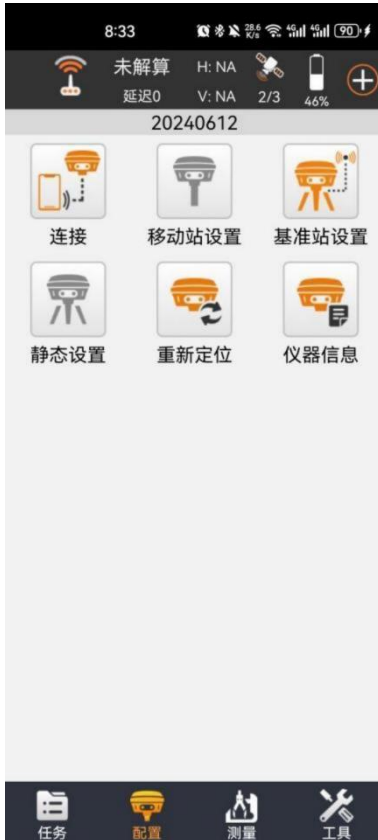 8:33 28.6 K/s 4G 4G 90
未解算 H: NA
延迟0 V: NA 2/3 46%
20240612
连接 移动站设置 基准站设置
静态设置 重新定位 仪器信息
任务 配置 测量 工具